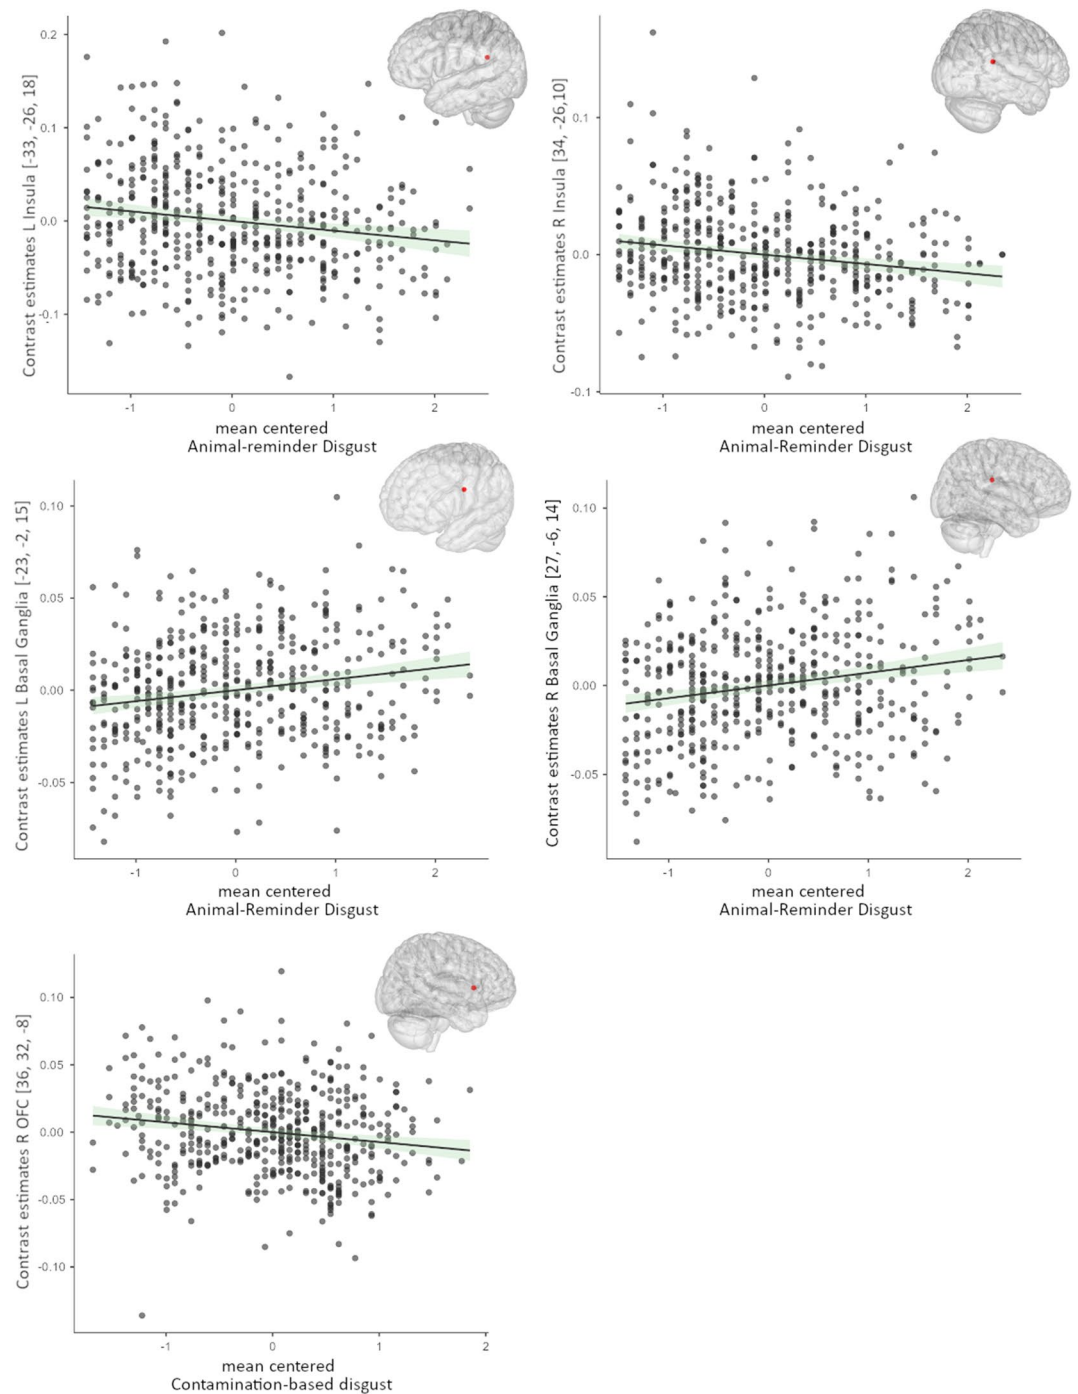 Contrast estimates L Insula [-33, -26, 18]
0.2
0.1
0.0
-0.1
-1
0
1
2
mean centered
Animal-reminder Disgust
Contrast estimates R Insula [34, -26,10]
0.1
0.0
-0.1
-1
0
1
2
mean centered
Animal-Reminder Disgust
Contrast estimates L Basal Ganglia [-23, -2, 15]
0.10
0.05
0.00
-0.05
-1
0
1
2
mean centered
Animal-Reminder Disgust
Contrast estimates R Basal Ganglia [27, -6, 14]
0.10
0.05
0.00
-0.05
-1
0
1
2
mean centered
Animal-Reminder Disgust
Contrast estimates R OFC [36, 32, -8]
0.10
0.05
0.00
-0.05
-0.10
-1
0
1
2
mean centered
Contamination-based disgust